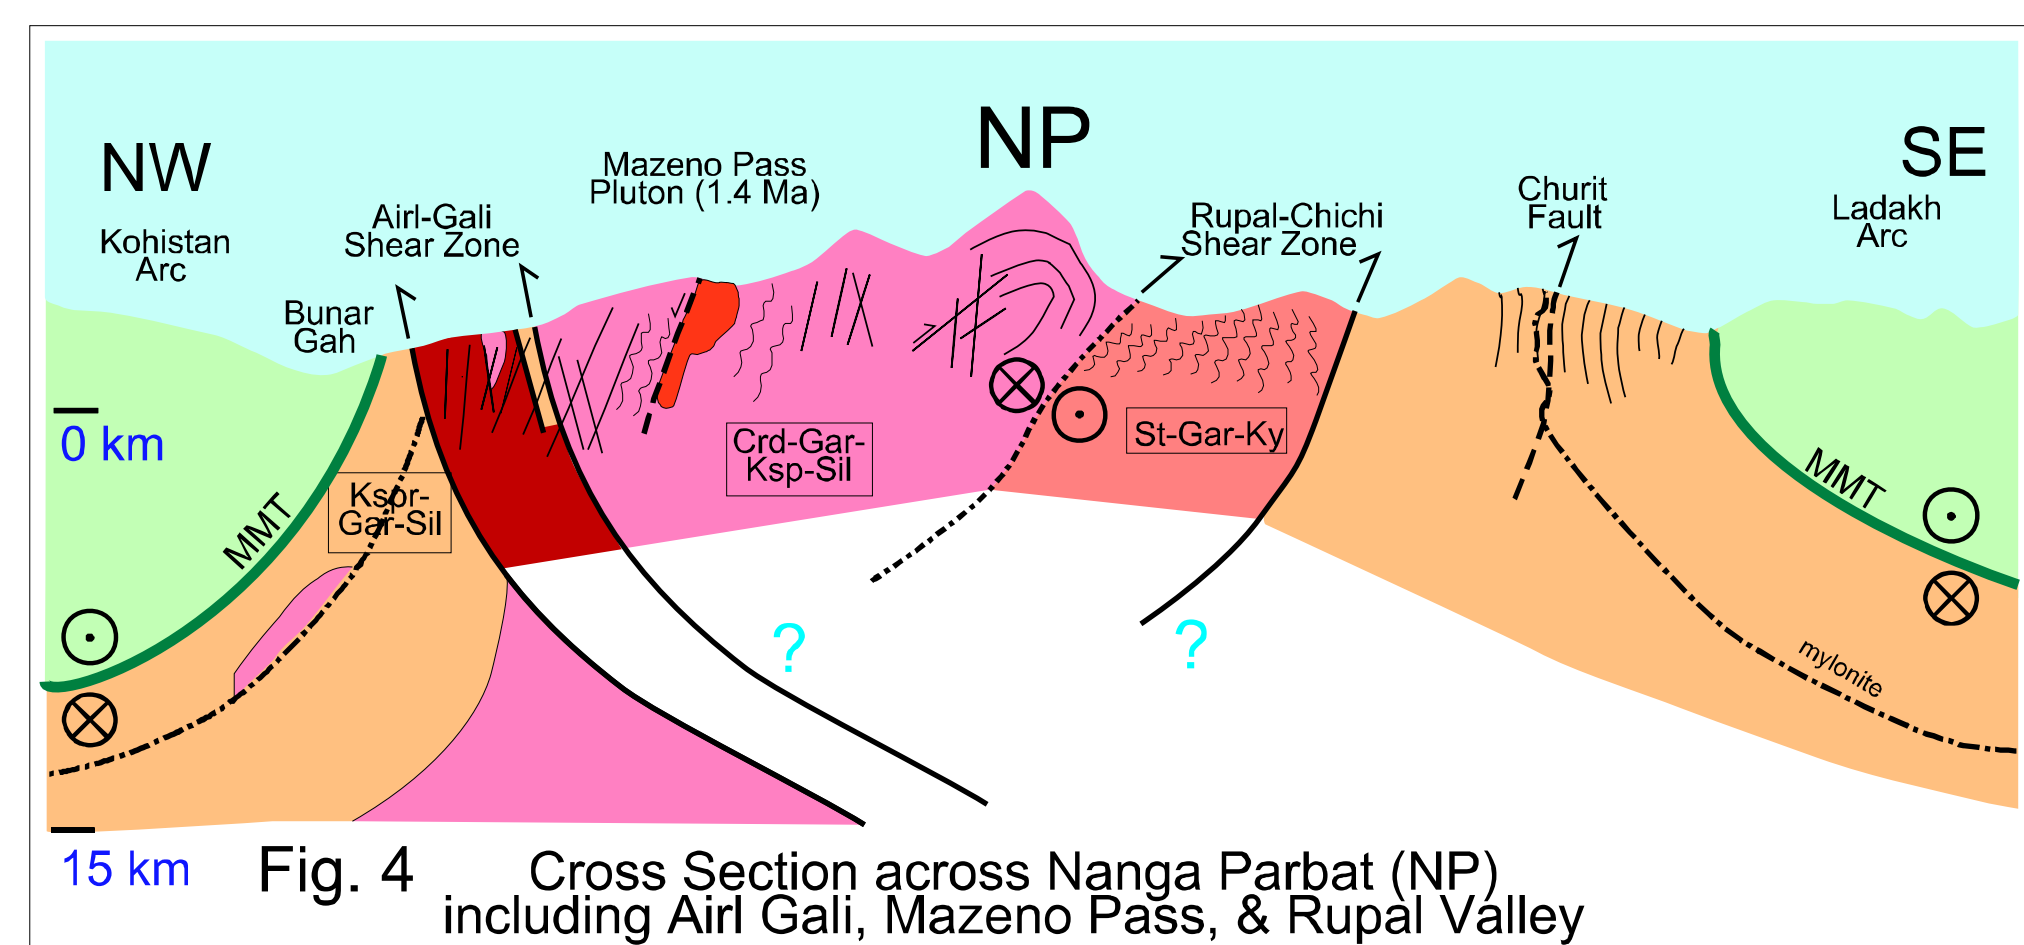 NP
NW
SE
Mazeno Pass
Pluton (1.4 Ma)
Churit
Fault
Airl-Gali
Shear Zone
Rupal-Chichi
Shear Zone
Ladakh
Arc
Kohistan
Arc
Bunar
Gah
0 km
Crd-Gar-
Ksp-Sil
St-Gar-Ky
Kspr-
Gar-Sil
MMT
MMT
?
?
mylonite
15 km
Fig. 4
Cross Section across Nanga Parbat (NP)
including Airl Gali, Mazeno Pass, & Rupal Valley